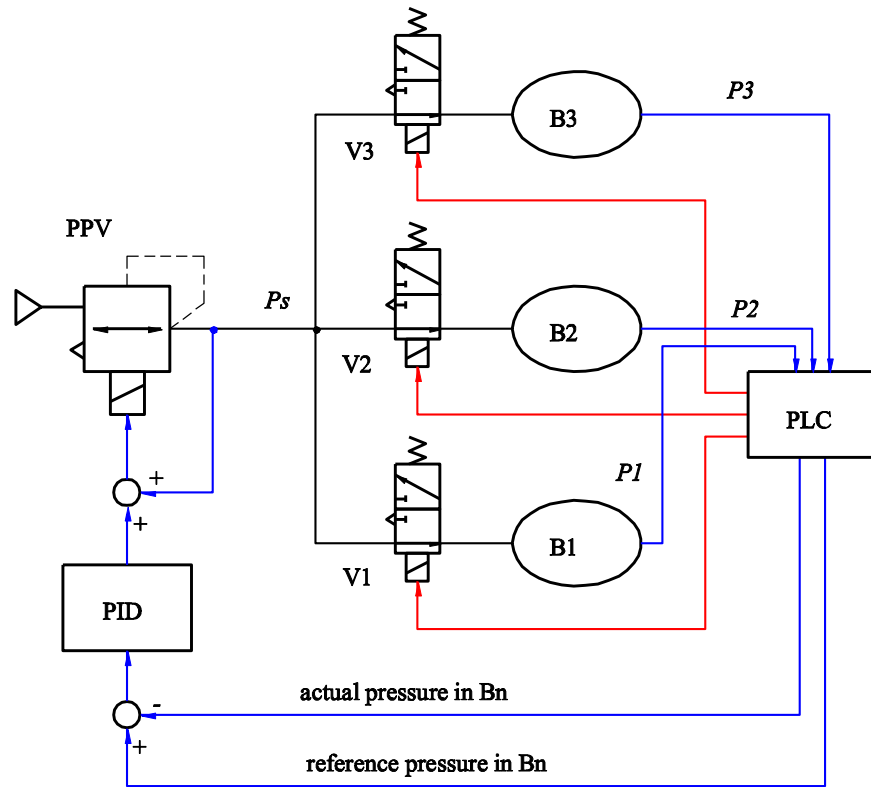 P3
B3
V3
PPV
Ps
P2
B2
V2
PLC
P1
+
B1
+
V1
PID
actual pressure in Bn
-
+
reference pressure in Bn